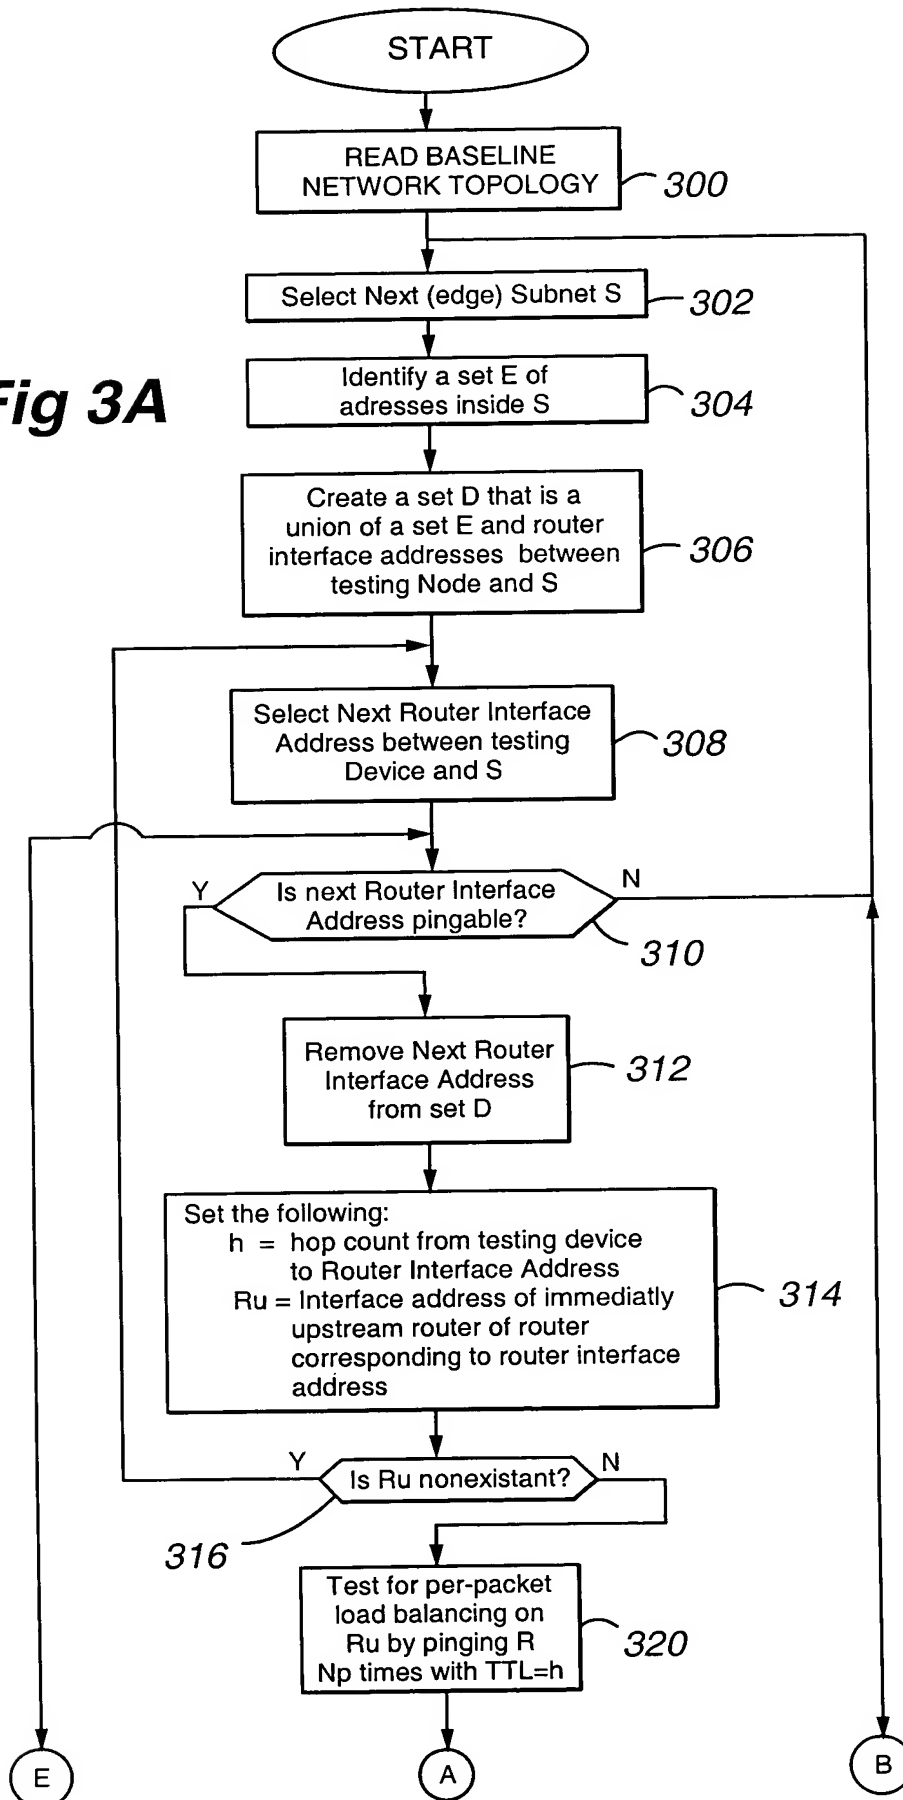 START
READ BASELINE
NETWORK TOPOLOGY
300
Select Next (edge) Subnet S
302
Fig 3A
Identify a set E of
adresses inside S
304
Create a set D that is a
union of a set E and router
interface addresses between
testing Node and S
306
Select Next Router Interface
Address between testing
Device and S
308
Y
Is next Router Interface
Address pingable?
N
310
Remove Next Router
Interface Address
from set D
312
Set the following:
h = hop count from testing device
to Router Interface Address
Ru = Interface address of immediatly
upstream router of router
corresponding to router interface
address
314
Y
Is Ru nonexistant?
N
316
Test for per-packet
load balancing on
Ru by pinging R
Np times with TTL=h
320
E
A
B